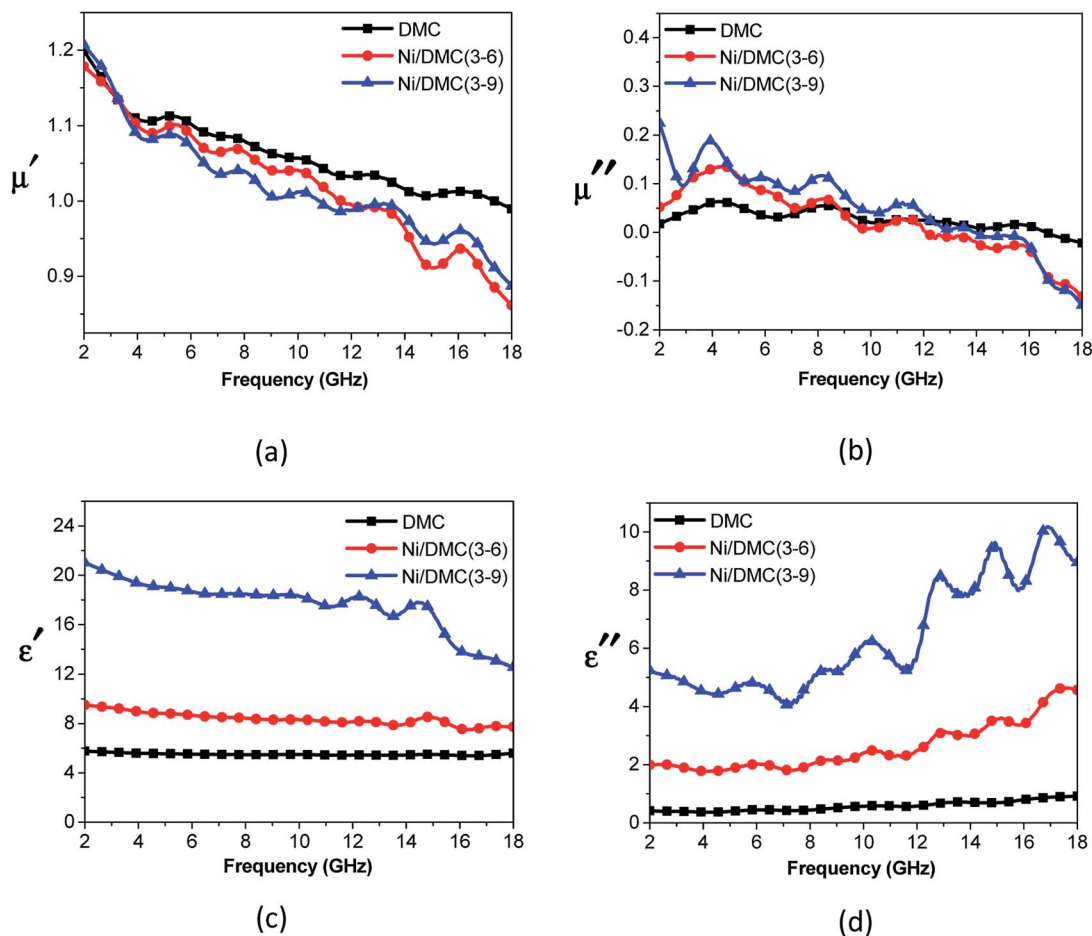 DMC
Ni/DMC(3-6)
Ni/DMC(3-9)
1.2
1.1
1.0
0.9
μ′
2 4 6 8 10 12 14 16 18
Frequency (GHz)
(a)
DMC
Ni/DMC(3-6)
Ni/DMC(3-9)
0.4
0.3
0.2
0.1
0.0
-0.1
-0.2
μ″
2 4 6 8 10 12 14 16 18
Frequency (GHz)
(b)
DMC
Ni/DMC(3-6)
Ni/DMC(3-9)
24
20
16
12
8
4
0
ε′
2 4 6 8 10 12 14 16 18
Frequency (GHz)
(c)
DMC
Ni/DMC(3-6)
Ni/DMC(3-9)
10
8
6
4
2
0
ε″
2 4 6 8 10 12 14 16 18
Frequency (GHz)
(d)